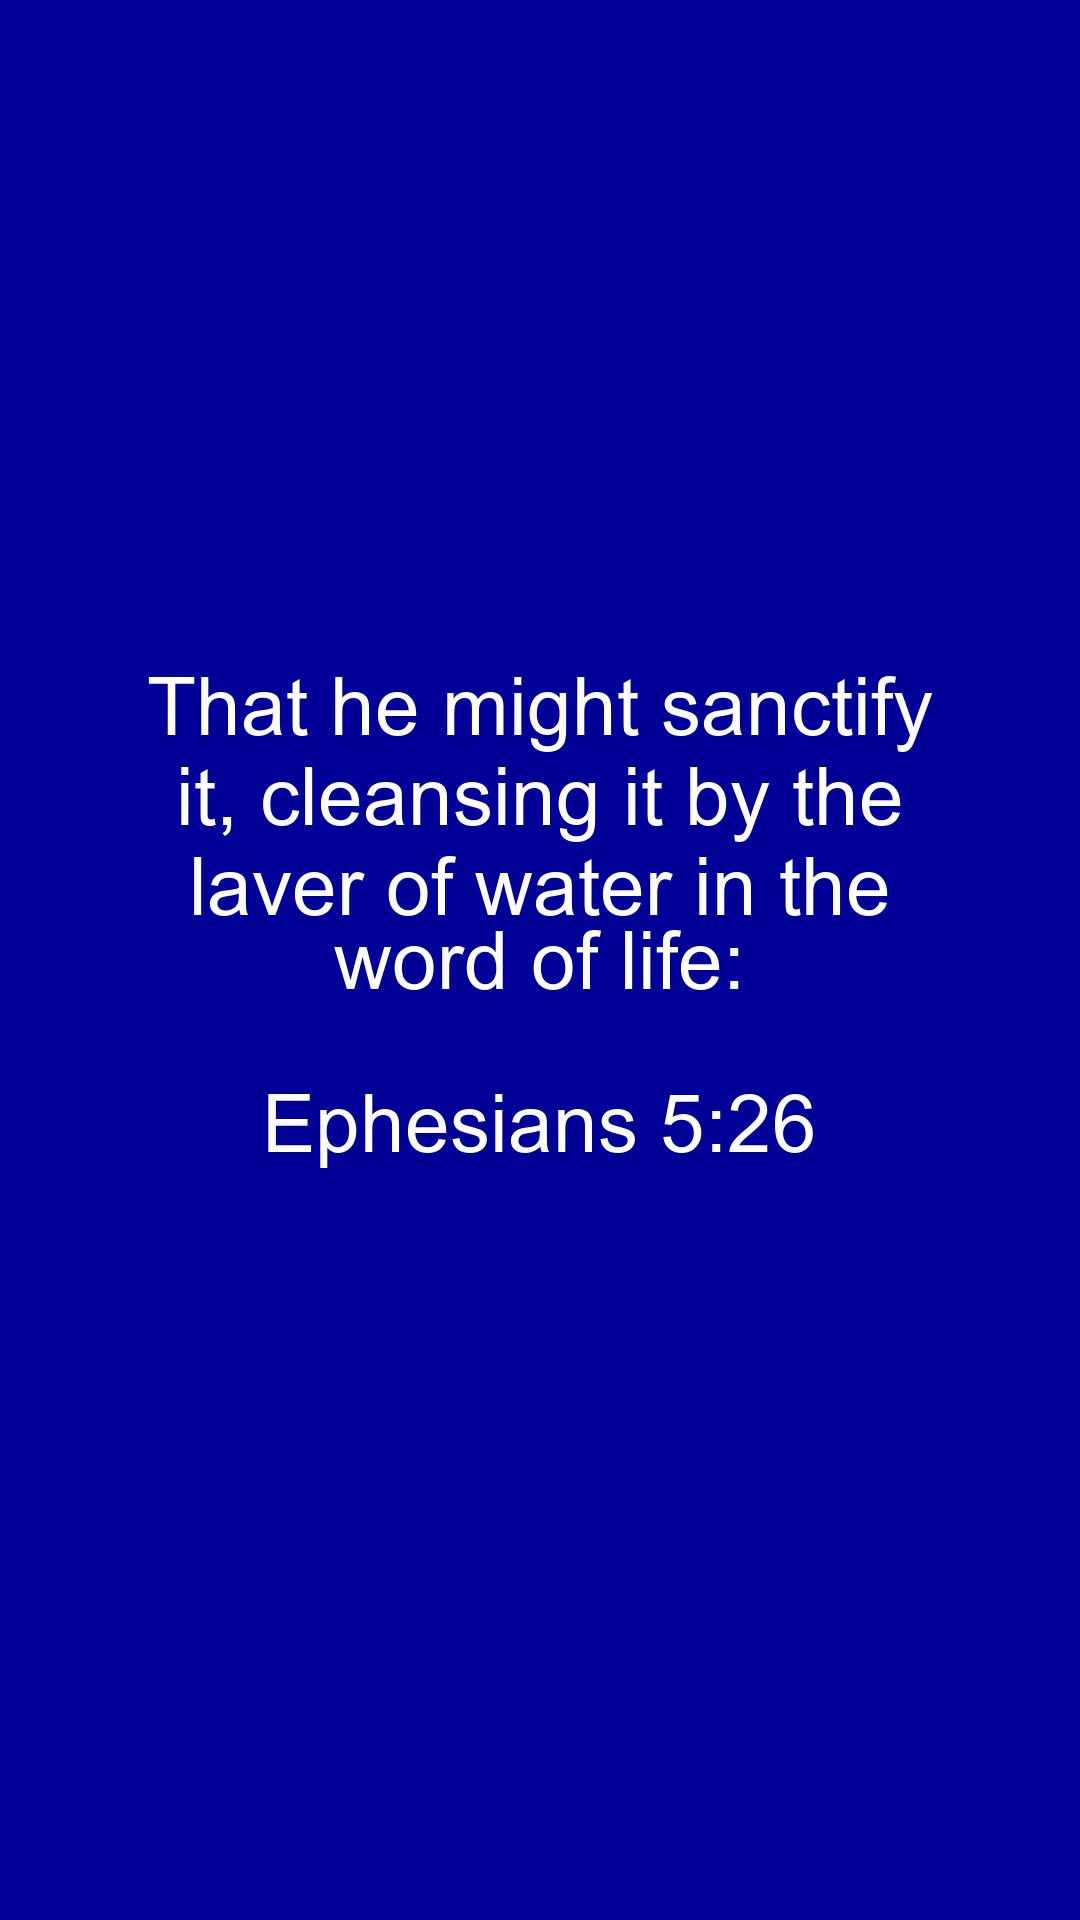 That he might sanctify
it, cleansing it by the
laver of water in the
word of life:
Ephesians 5:26